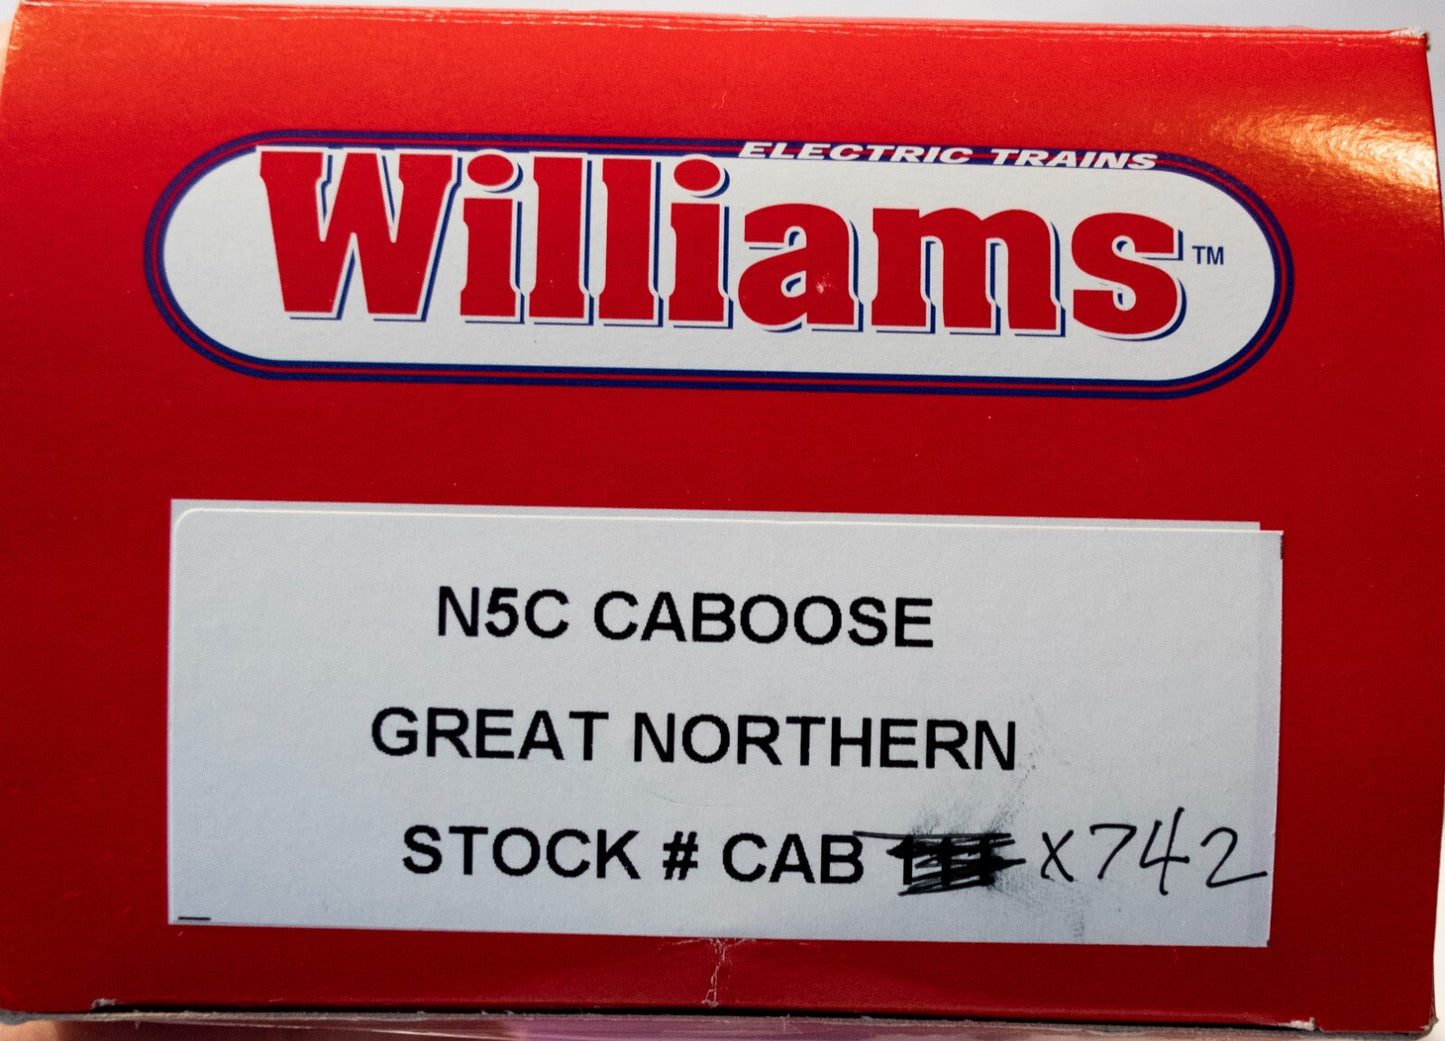 ELECTRIC TRAINS
Williams™
N5C CABOOSE
GREAT NORTHERN
STOCK # CAB X742